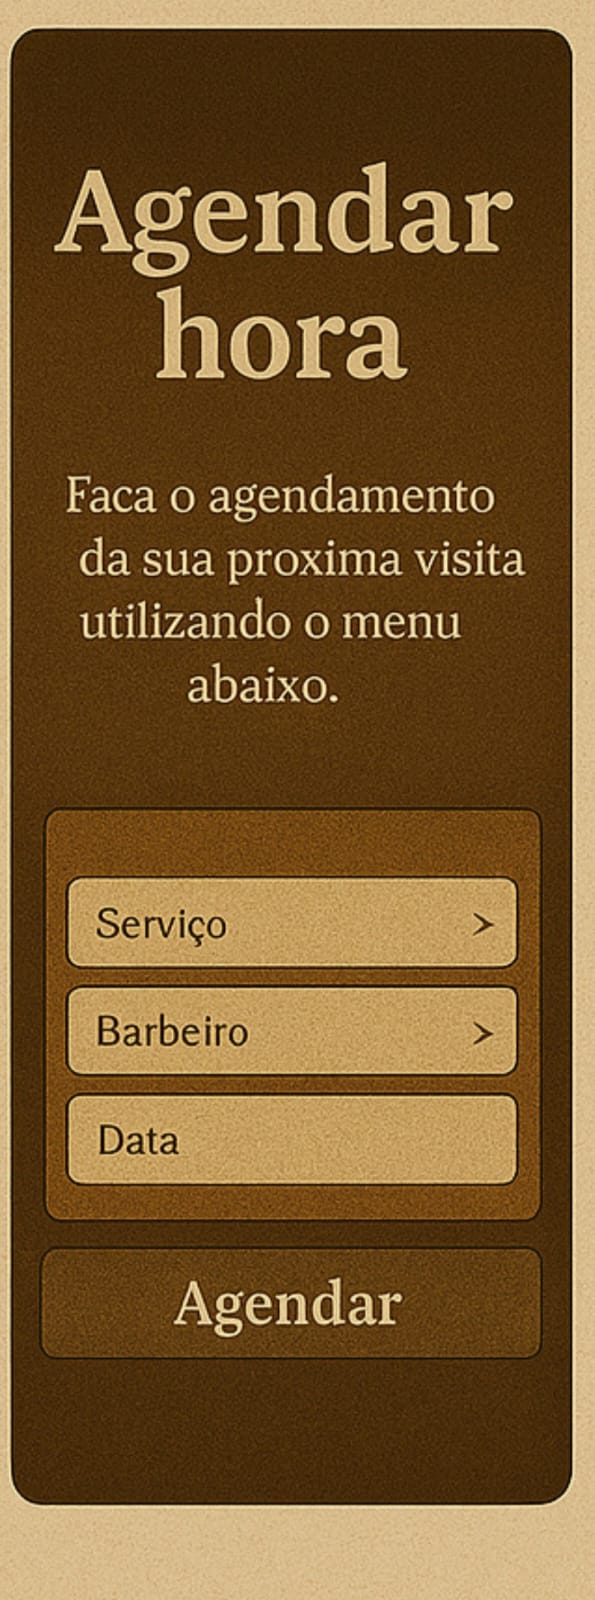 Agendar
hora
Faca o agendamento
da sua proxima visita
utilizando o menu
abaixo.
Serviço
Barbeiro
Data
Agendar